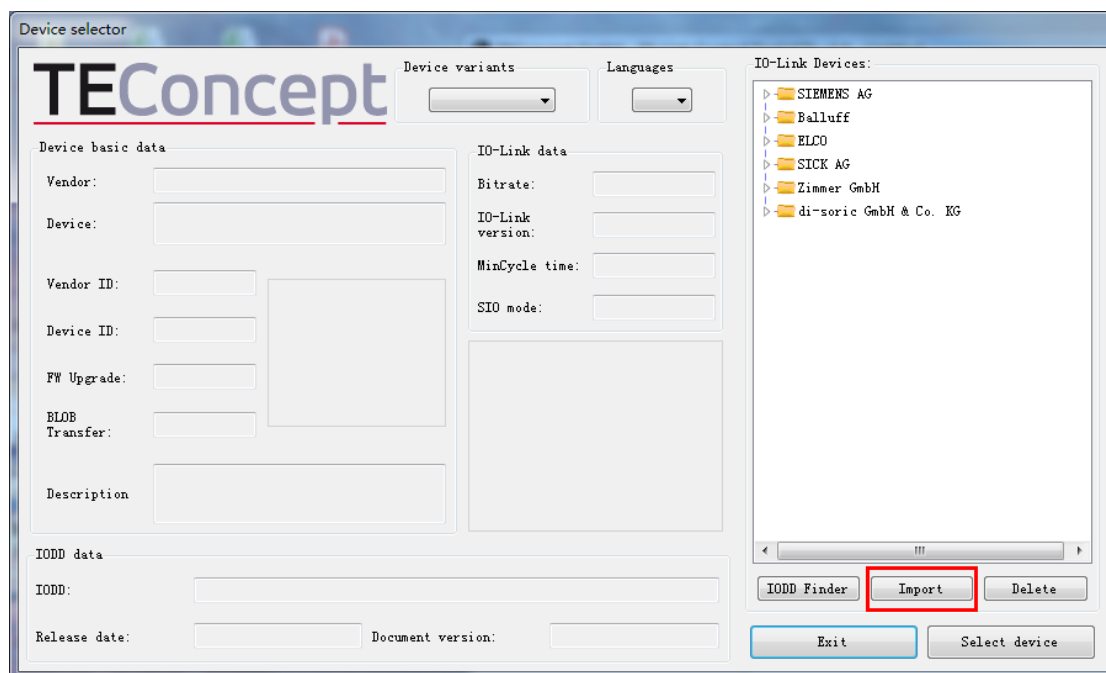 Device selector
TEConcept
Device variants
Languages
Device basic data
Vendor:
Device:
Vendor ID:
Device ID:
FW Upgrade:
BLOB
Transfer:
Description
IO-Link data
Bitrate:
IO-Link
version:
MinCycle time:
SIO mode:
IODD data
IODD:
Release date:
Document version:
IO-Link Devices:
SIEMENS AG
Balluff
ELCO
SICK AG
Zimmer GmbH
di-soric GmbH & Co. KG
IODD Finder
Import
Delete
Exit
Select device